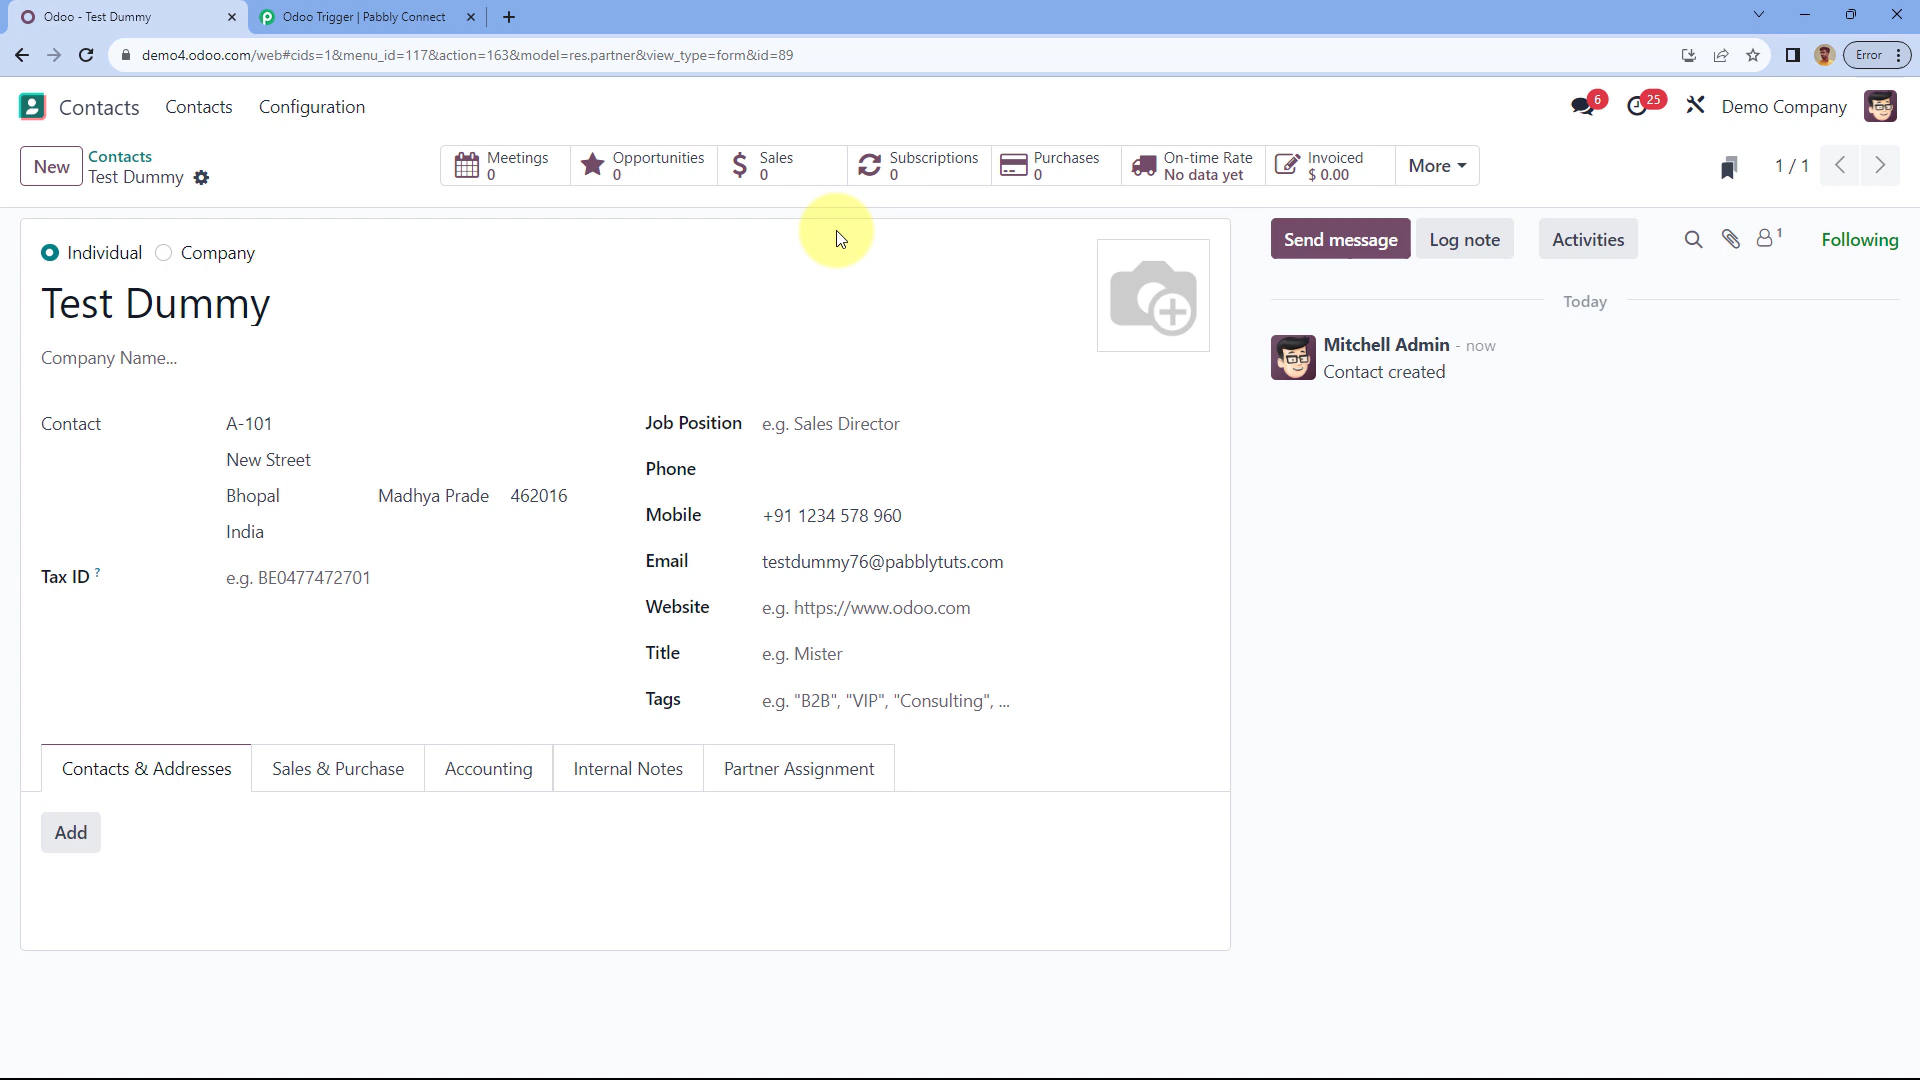 Odoo - Test Dummy
Odoo Trigger | Pabbly Connect
demo4.odoo.com/web#cids=1&menu_id=117&action=163&model=res.partner&view_type=form&id=89
Error
Contacts Contacts Configuration
6 25 Demo Company
New
Contacts
Test Dummy
Meetings
0
Opportunities
0
Sales
0
Subscriptions
0
Purchases
0
On-time Rate
No data yet
Invoiced
$ 0.00
More
1 / 1
Individual Company
Test Dummy
Company Name...
Contact A-101
New Street
Bhopal Madhya Prade 462016
India
Tax ID ? e.g. BE0477472701
Job Position e.g. Sales Director
Phone
Mobile +91 1234 578 960
Email testdummy76@pabblytuts.com
Website e.g. https://www.odoo.com
Title e.g. Mister
Tags e.g. "B2B", "VIP", "Consulting", ...
Contacts & Addresses Sales & Purchase Accounting Internal Notes Partner Assignment
Add
Send message Log note Activities 1 Following
Today
Mitchell Admin - now
Contact created